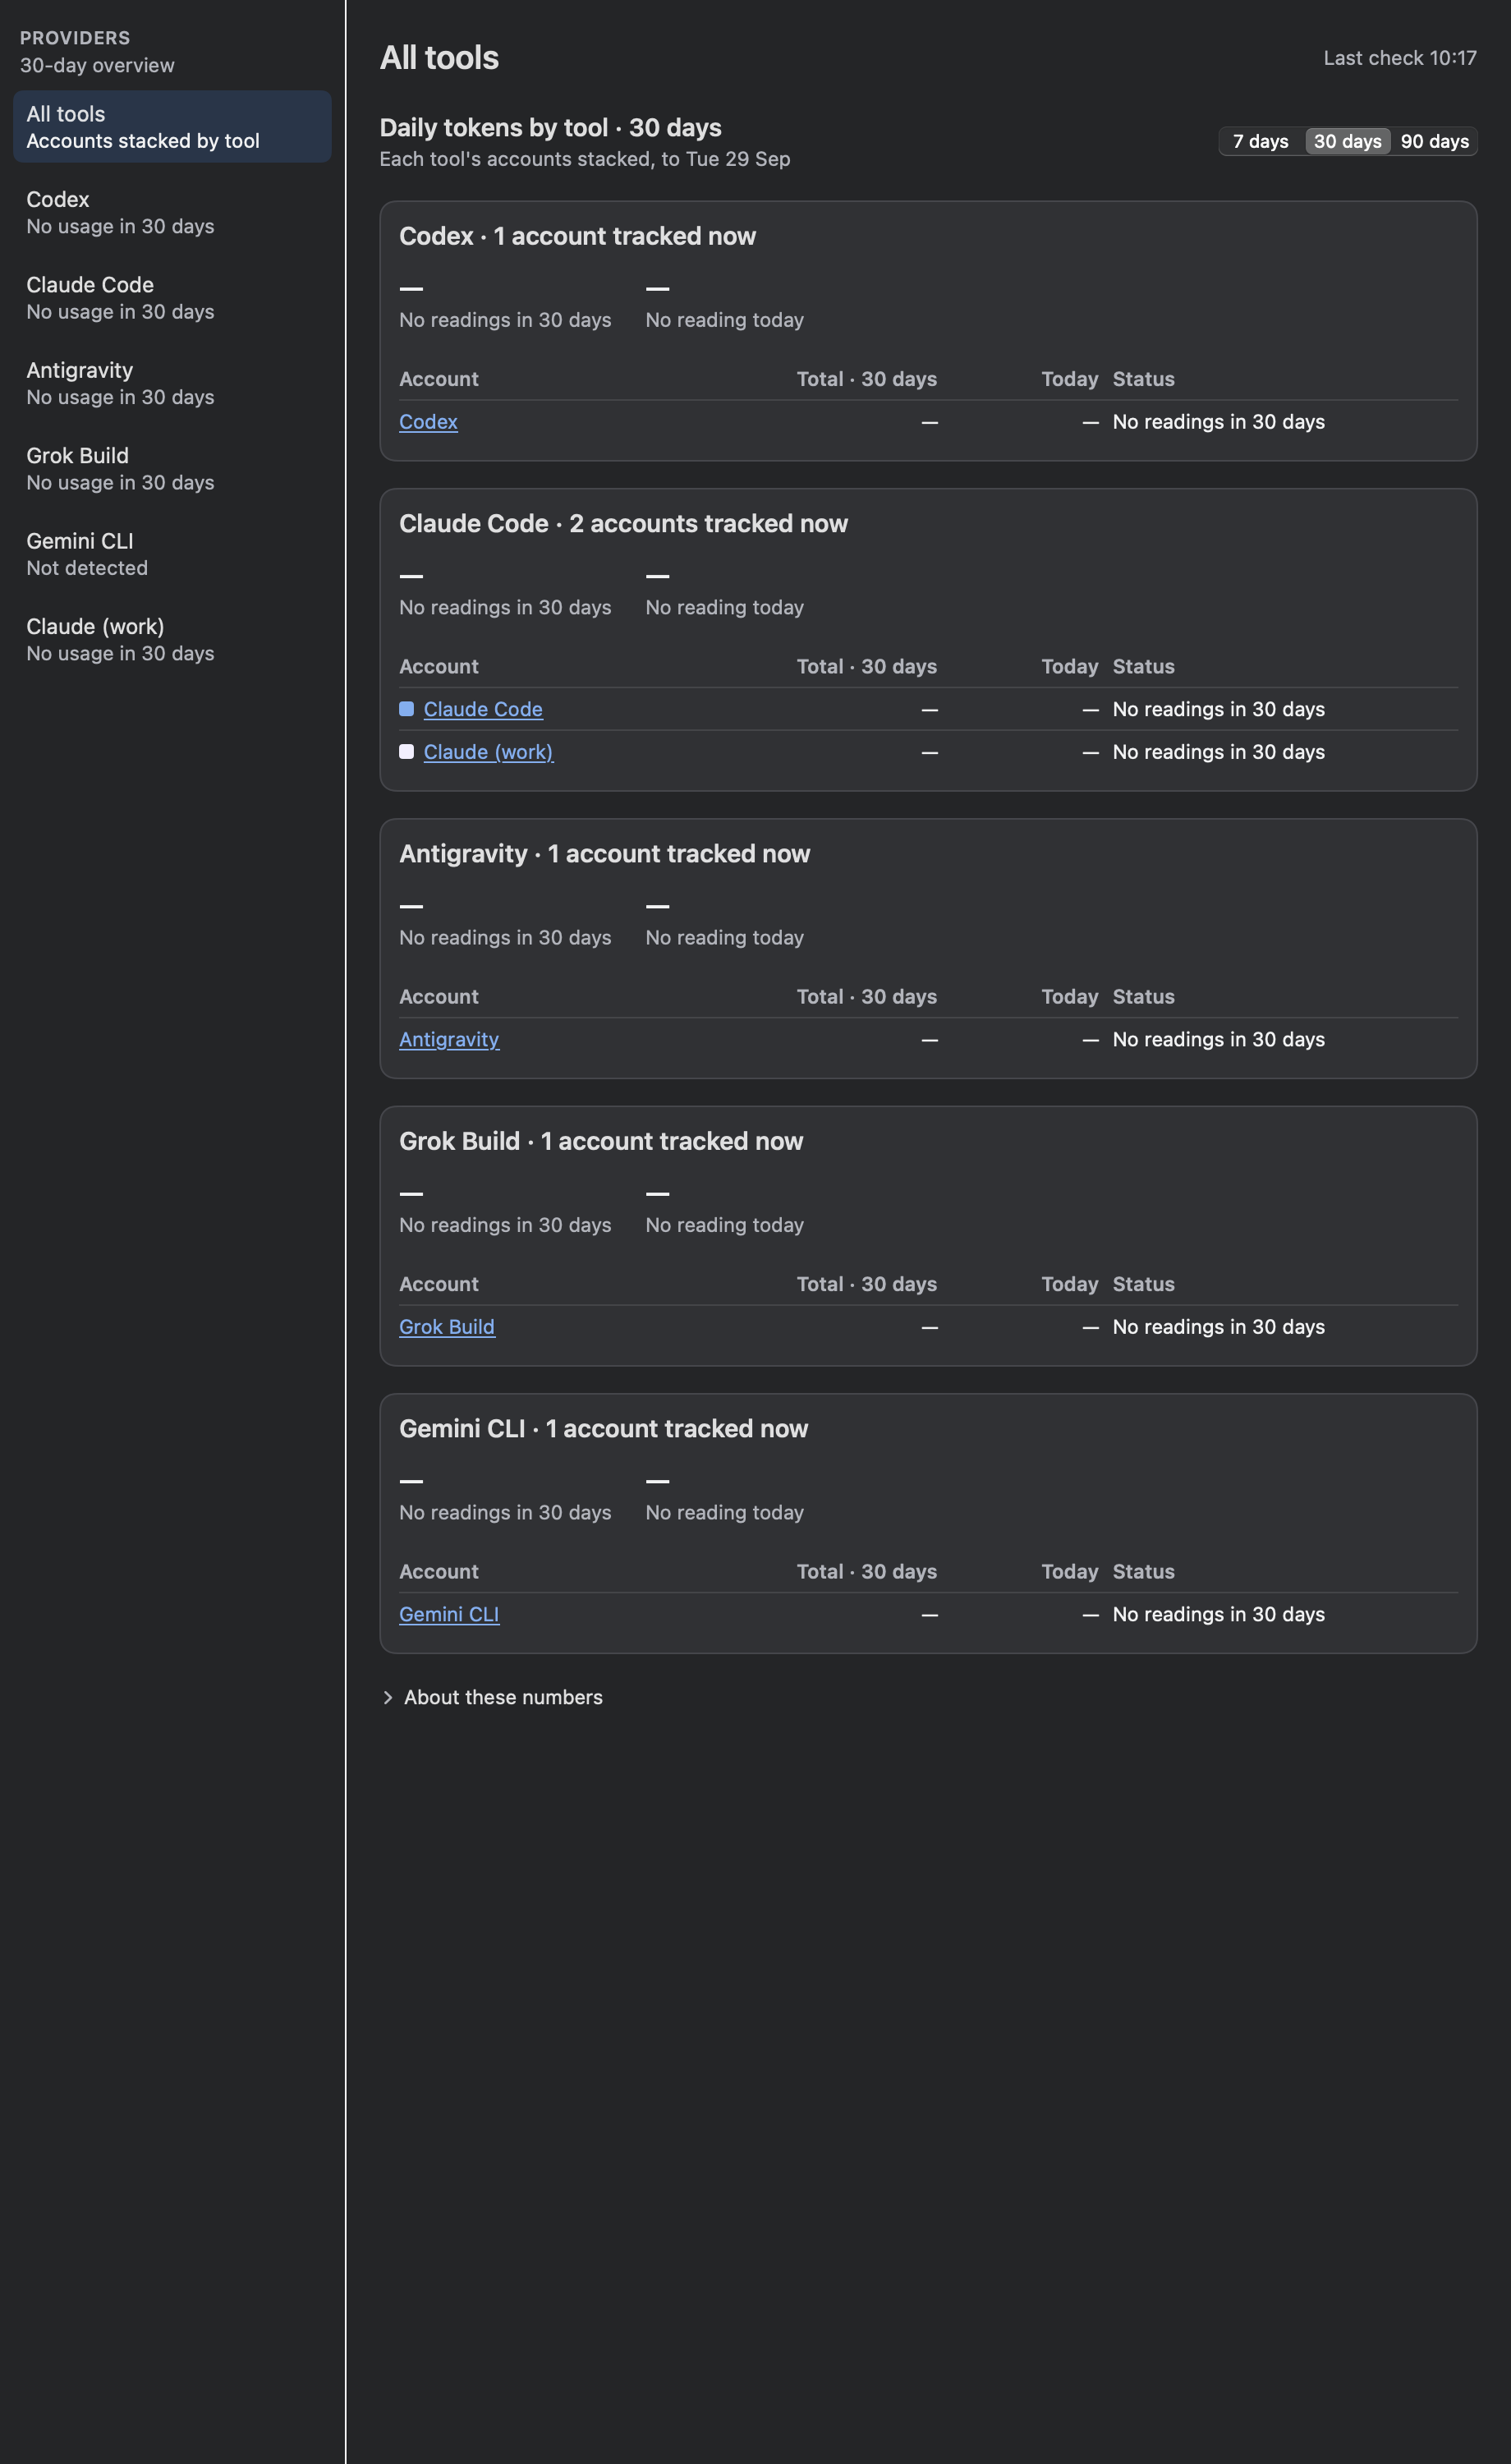 PROVIDERS
30-day overview
All tools
Accounts stacked by tool
Codex
No usage in 30 days
Claude Code
No usage in 30 days
Antigravity
No usage in 30 days
Grok Build
No usage in 30 days
Gemini CLI
Not detected
Claude (work)
No usage in 30 days
All tools
Last check 10:17
Daily tokens by tool · 30 days
Each tool's accounts stacked, to Tue 29 Sep
7 days 30 days 90 days
Codex · 1 account tracked now
— —
No readings in 30 days No reading today
Account Total · 30 days Today Status
Codex — — No readings in 30 days
Claude Code · 2 accounts tracked now
— —
No readings in 30 days No reading today
Account Total · 30 days Today Status
Claude Code — — No readings in 30 days
Claude (work) — — No readings in 30 days
Antigravity · 1 account tracked now
— —
No readings in 30 days No reading today
Account Total · 30 days Today Status
Antigravity — — No readings in 30 days
Grok Build · 1 account tracked now
— —
No readings in 30 days No reading today
Account Total · 30 days Today Status
Grok Build — — No readings in 30 days
Gemini CLI · 1 account tracked now
— —
No readings in 30 days No reading today
Account Total · 30 days Today Status
Gemini CLI — — No readings in 30 days
About these numbers